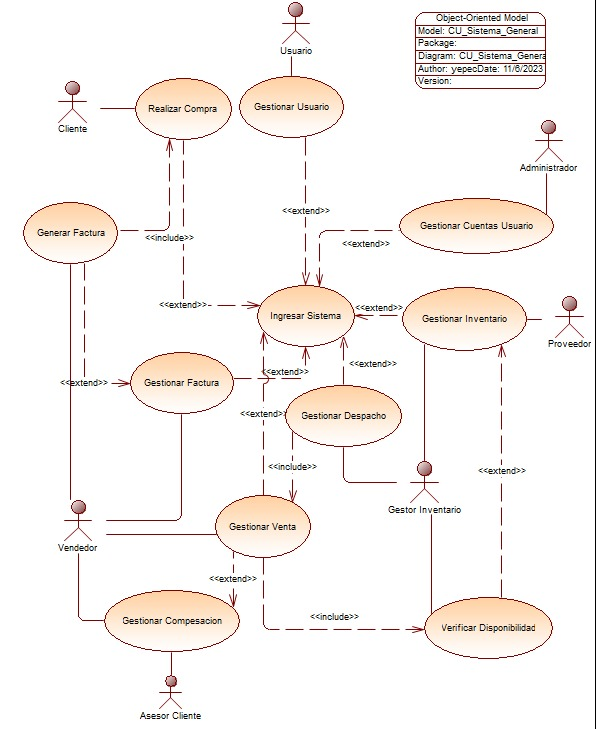 Object-Oriented Model
Model: CU_Sistema_General
Package:
Diagram: CU_Sistema_Genera
Author: yepecDate: 11/6/2023
Version:
Usuario
Cliente
Realizar Compra
Gestionar Usuario
Administrador
<<extend>>
Generar Factura
<<include>>
Gestionar Cuentas Usuario
<<extend>>
<<extend>>
Ingresar Sistema
<<extend>>
Gestionar Inventario
Proveedor
<<extend>>
Gestionar Factura
<<extend>>
<<extend>>
<<extend>>
Gestionar Despacho
<<include>>
<<extend>>
Gestor Inventario
Gestionar Venta
Vendedor
<<extend>>
Gestionar Compesacion
<<include>>
Verificar Disponibilidad
Asesor Cliente